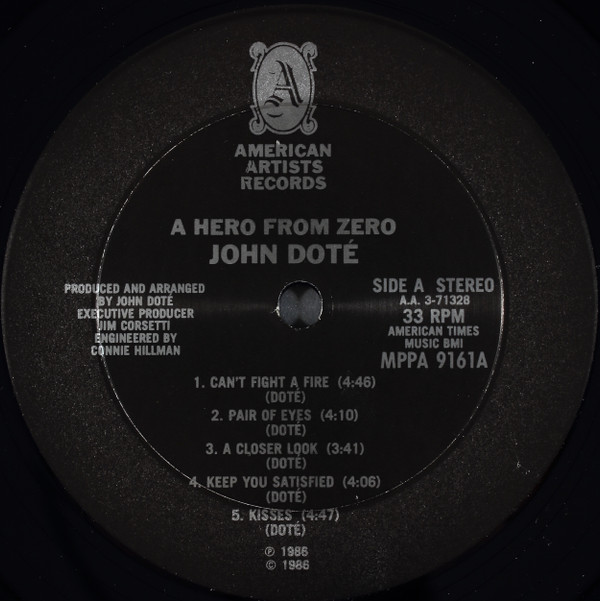 A
AMERICAN
ARTISTS
RECORDS
A HERO FROM ZERO
JOHN DOTÉ
PRODUCED AND ARRANGED
BY JOHN DOTÉ
EXECUTIVE PRODUCER
JIM CORSETTI
ENGINEERED BY
CONNIE HILLMAN
SIDE A STEREO
A.A. 3-71328
33 RPM
AMERICAN TIMES
MUSIC BMI
MPPA 9161A
1. CAN'T FIGHT A FIRE (4:46)
(DOTÉ)
2. PAIR OF EYES (4:10)
(DOTÉ)
3. A CLOSER LOOK (3:41)
(DOTÉ)
4. KEEP YOU SATISFIED (4:06)
(DOTÉ)
5. KISSES (4:47)
(DOTÉ)
℗ 1986
© 1986